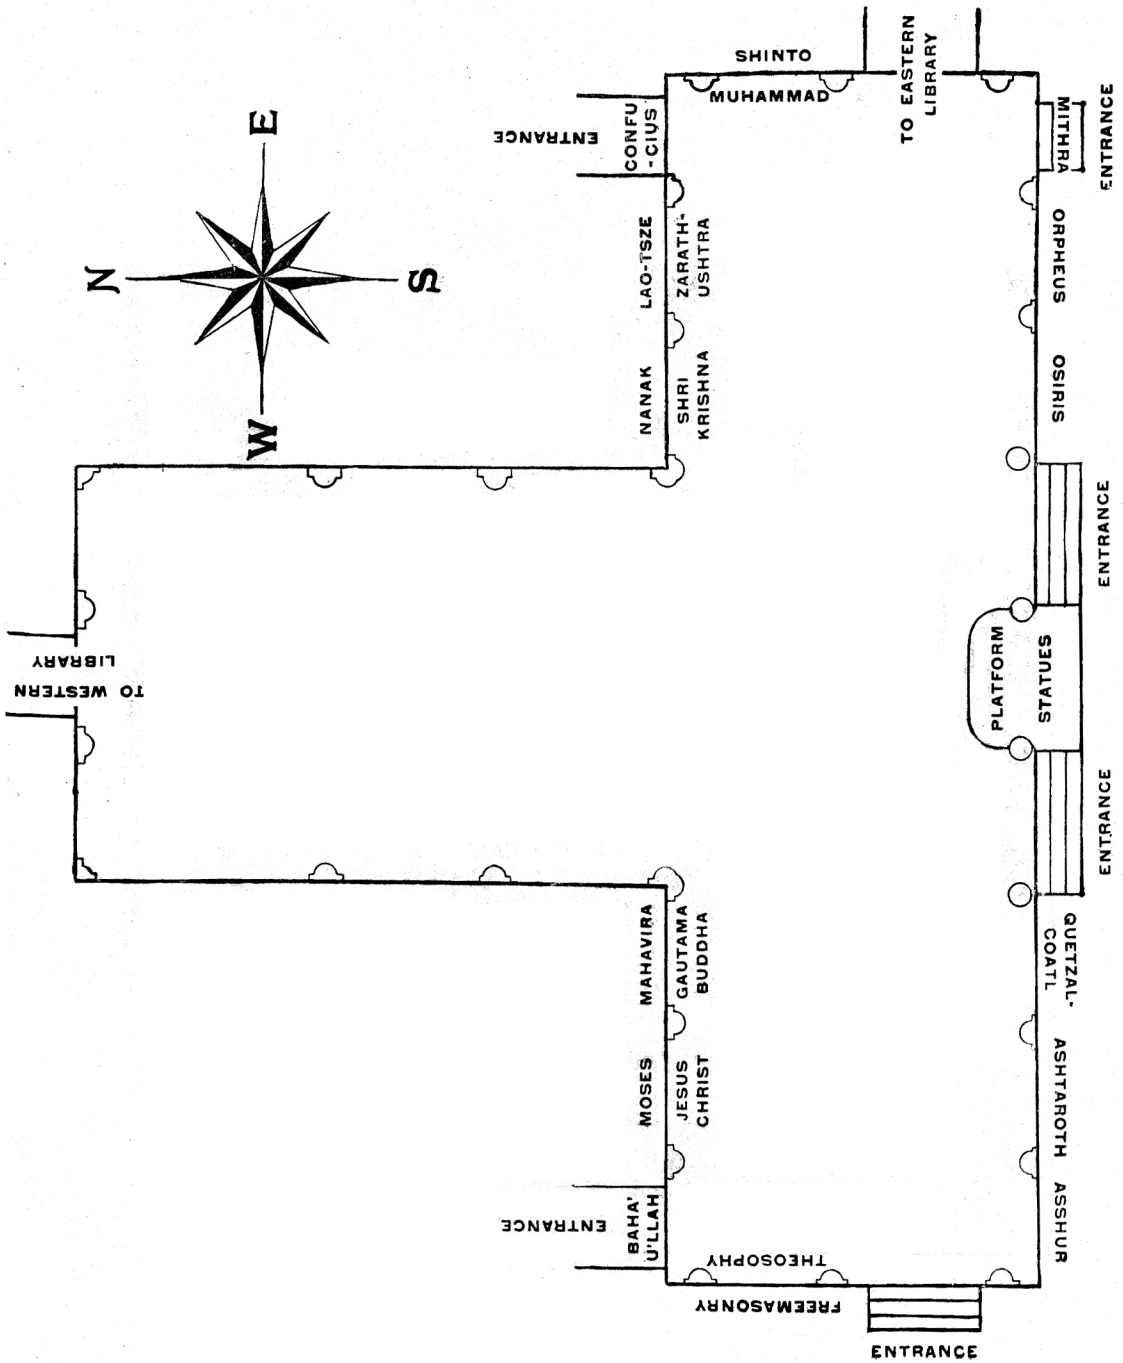 SHINTO
MUHAMMAD
TO EASTERN
LIBRARY
ENTRANCE
CONFU
-CIUS
MITHRA
ENTRANCE
E
N
S
W
LAO-TSZE
ZARATH-
USHTRA
ORPHEUS
NANAK
SHRI
KRISHNA
OSIRIS
ENTRANCE
TO WESTERN
LIBRARY
PLATFORM
STATUES
ENTRANCE
MAHAVIRA
GAUTAMA
BUDDHA
QUETZAL-
COATL
MOSES
JESUS
CHRIST
ASHTAROTH
ENTRANCE
BAHA'
U'LLAH
ASSHUR
THEOSOPHY
FREEMASONRY
ENTRANCE